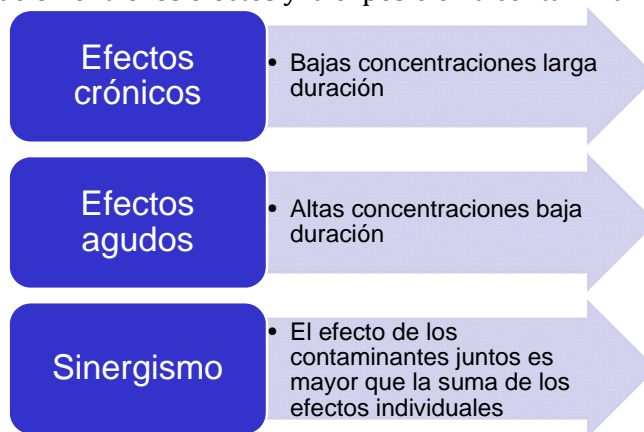 Efectos
crónicos
• Bajas concentraciones larga
duración
Efectos
agudos
• Altas concentraciones baja
duración
Sinergismo
• El efecto de los
contaminantes juntos es
mayor que la suma de los
efectos individuales